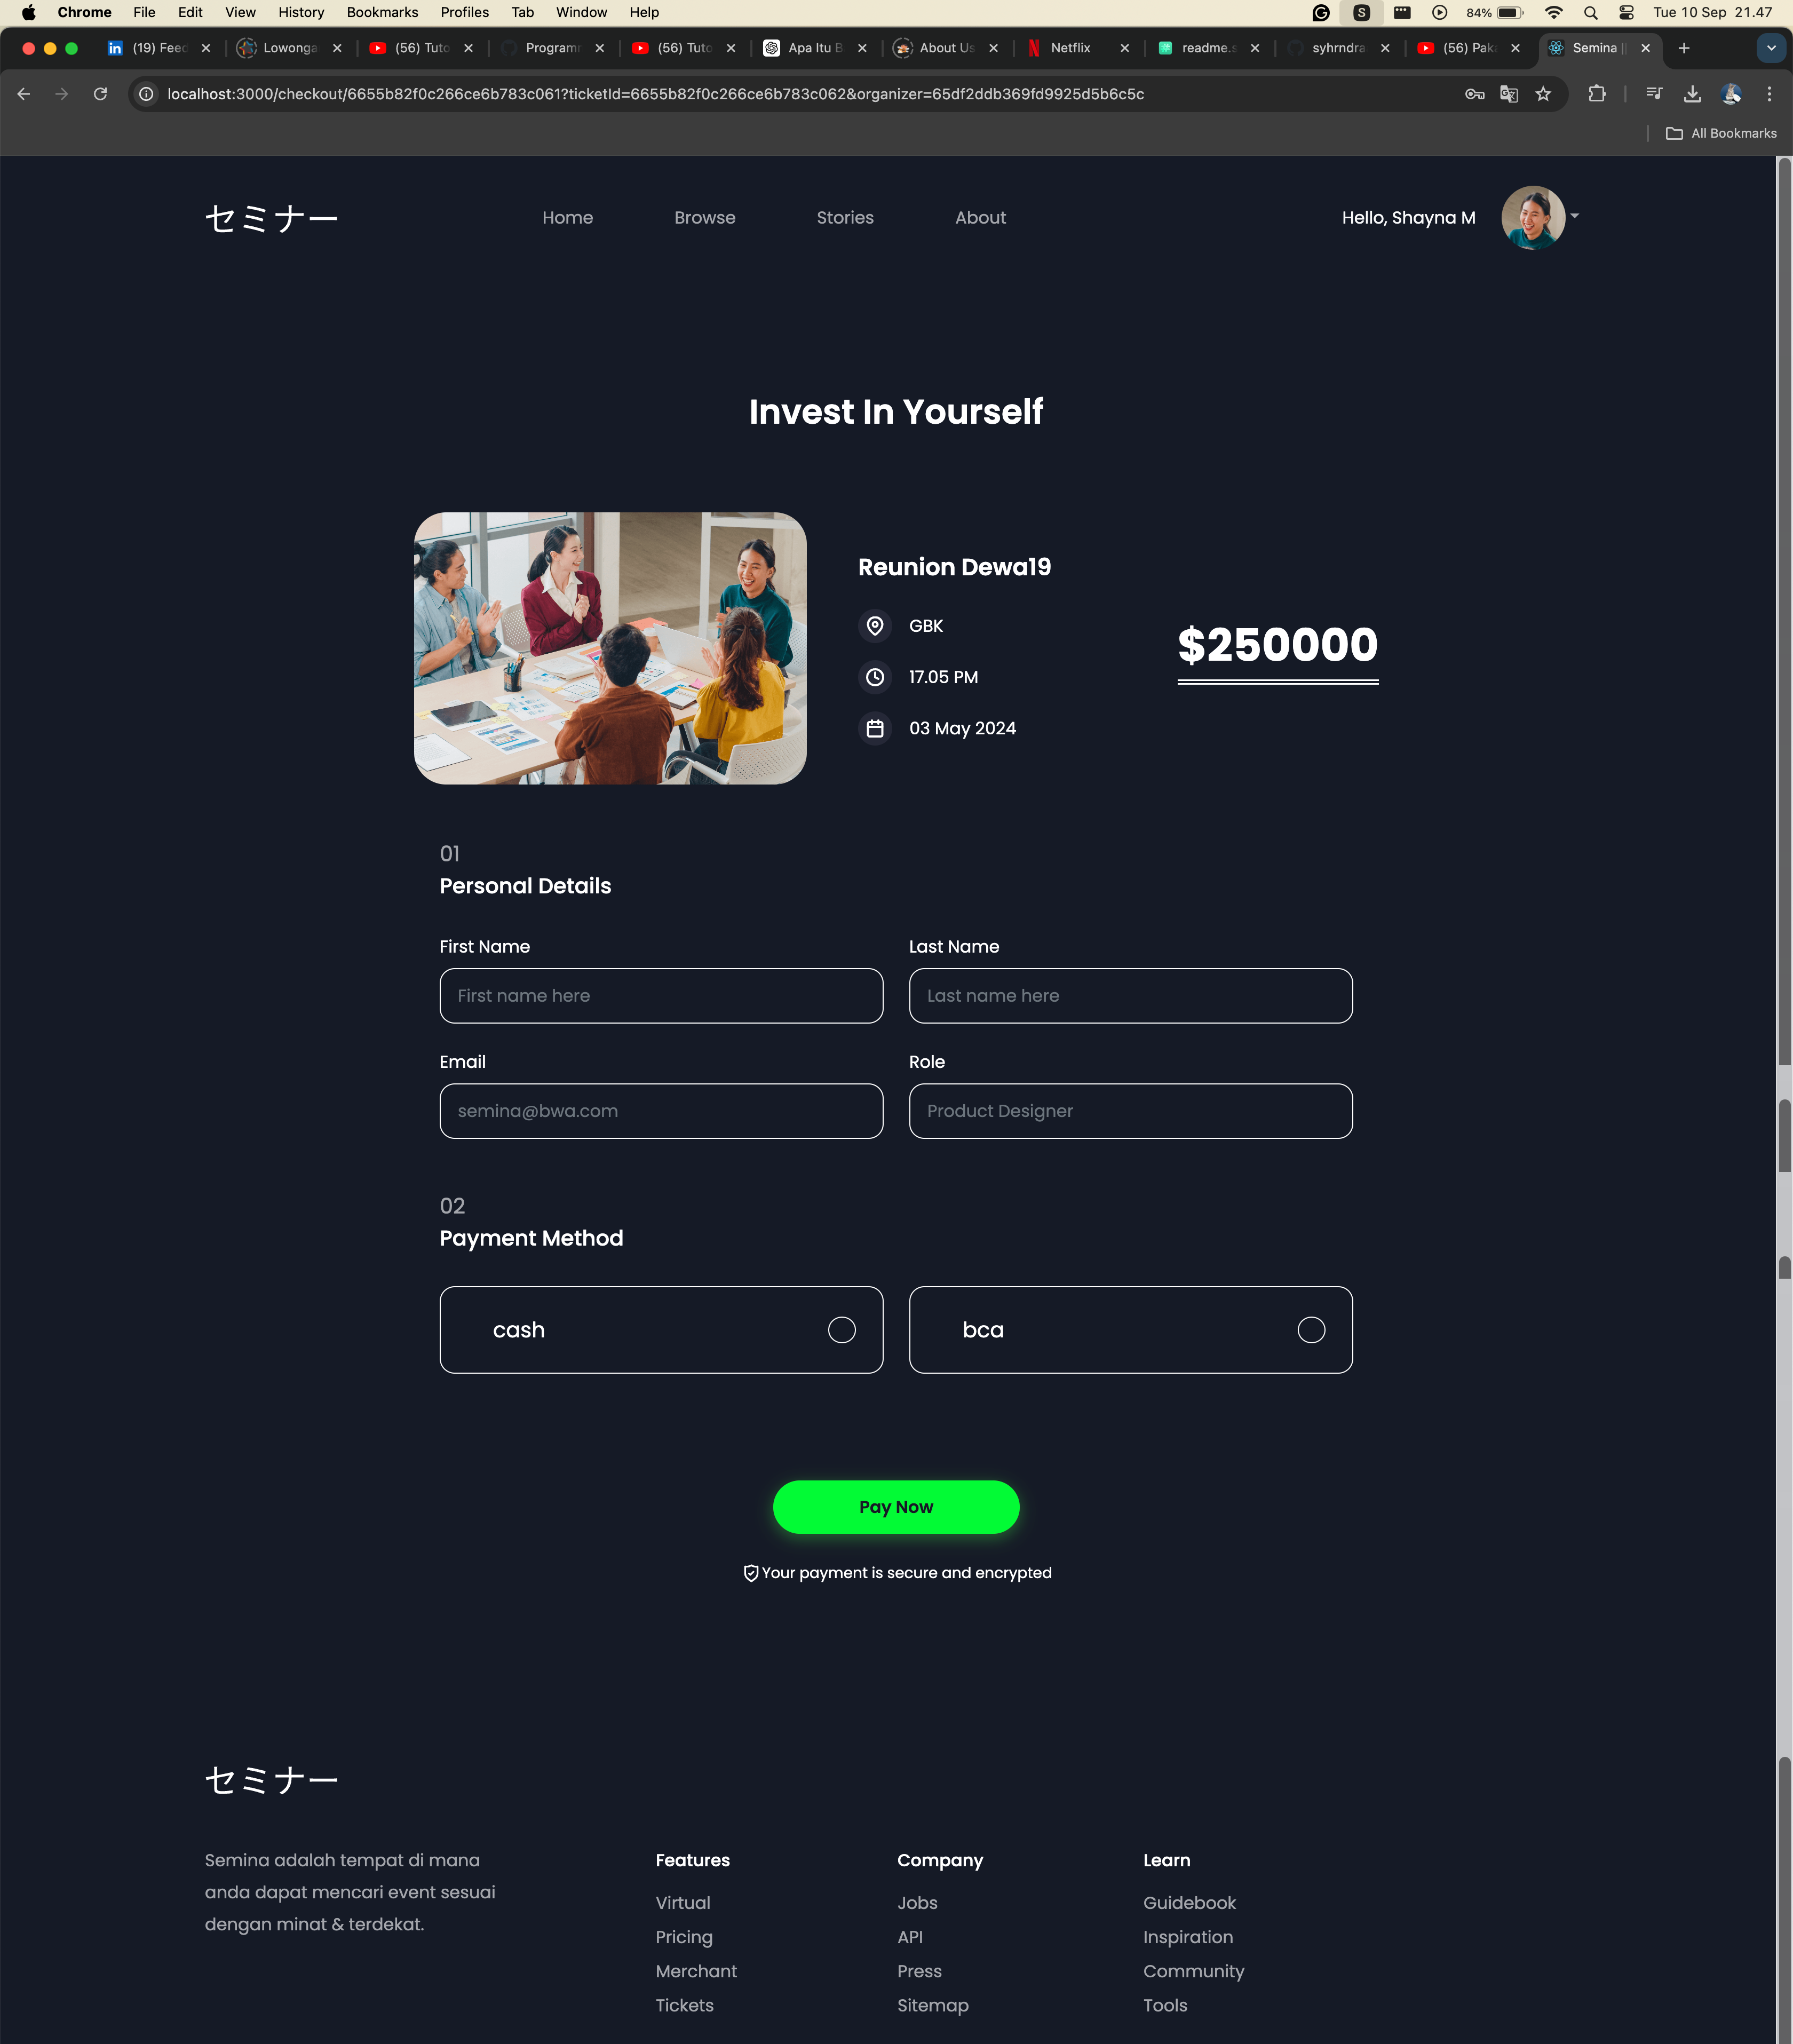 Chrome File Edit View History Bookmarks Profiles Tab Window Help 84% Tue 10 Sep 21.47
(19) Feed Lowonga (56) Tuto Programr (56) Tuto Apa Itu B About Us Netflix readme.s syhrndra (56) Pak Semina ||
localhost:3000/checkout/6655b82f0c266ce6b783c061?ticketId=6655b82f0c266ce6b783c062&organizer=65df2ddb369fd9925d5b6c5c
All Bookmarks
セミナー Home Browse Stories About Hello, Shayna M
Invest In Yourself
Reunion Dewa19
GBK
$250000
17.05 PM
03 May 2024
01
Personal Details
First Name Last Name
First name here Last name here
Email Role
semina@bwa.com Product Designer
02
Payment Method
cash bca
Pay Now
Your payment is secure and encrypted
セミナー
Semina adalah tempat di mana
anda dapat mencari event sesuai
dengan minat & terdekat.
Features
Virtual
Pricing
Merchant
Tickets
Company
Jobs
API
Press
Sitemap
Learn
Guidebook
Inspiration
Community
Tools